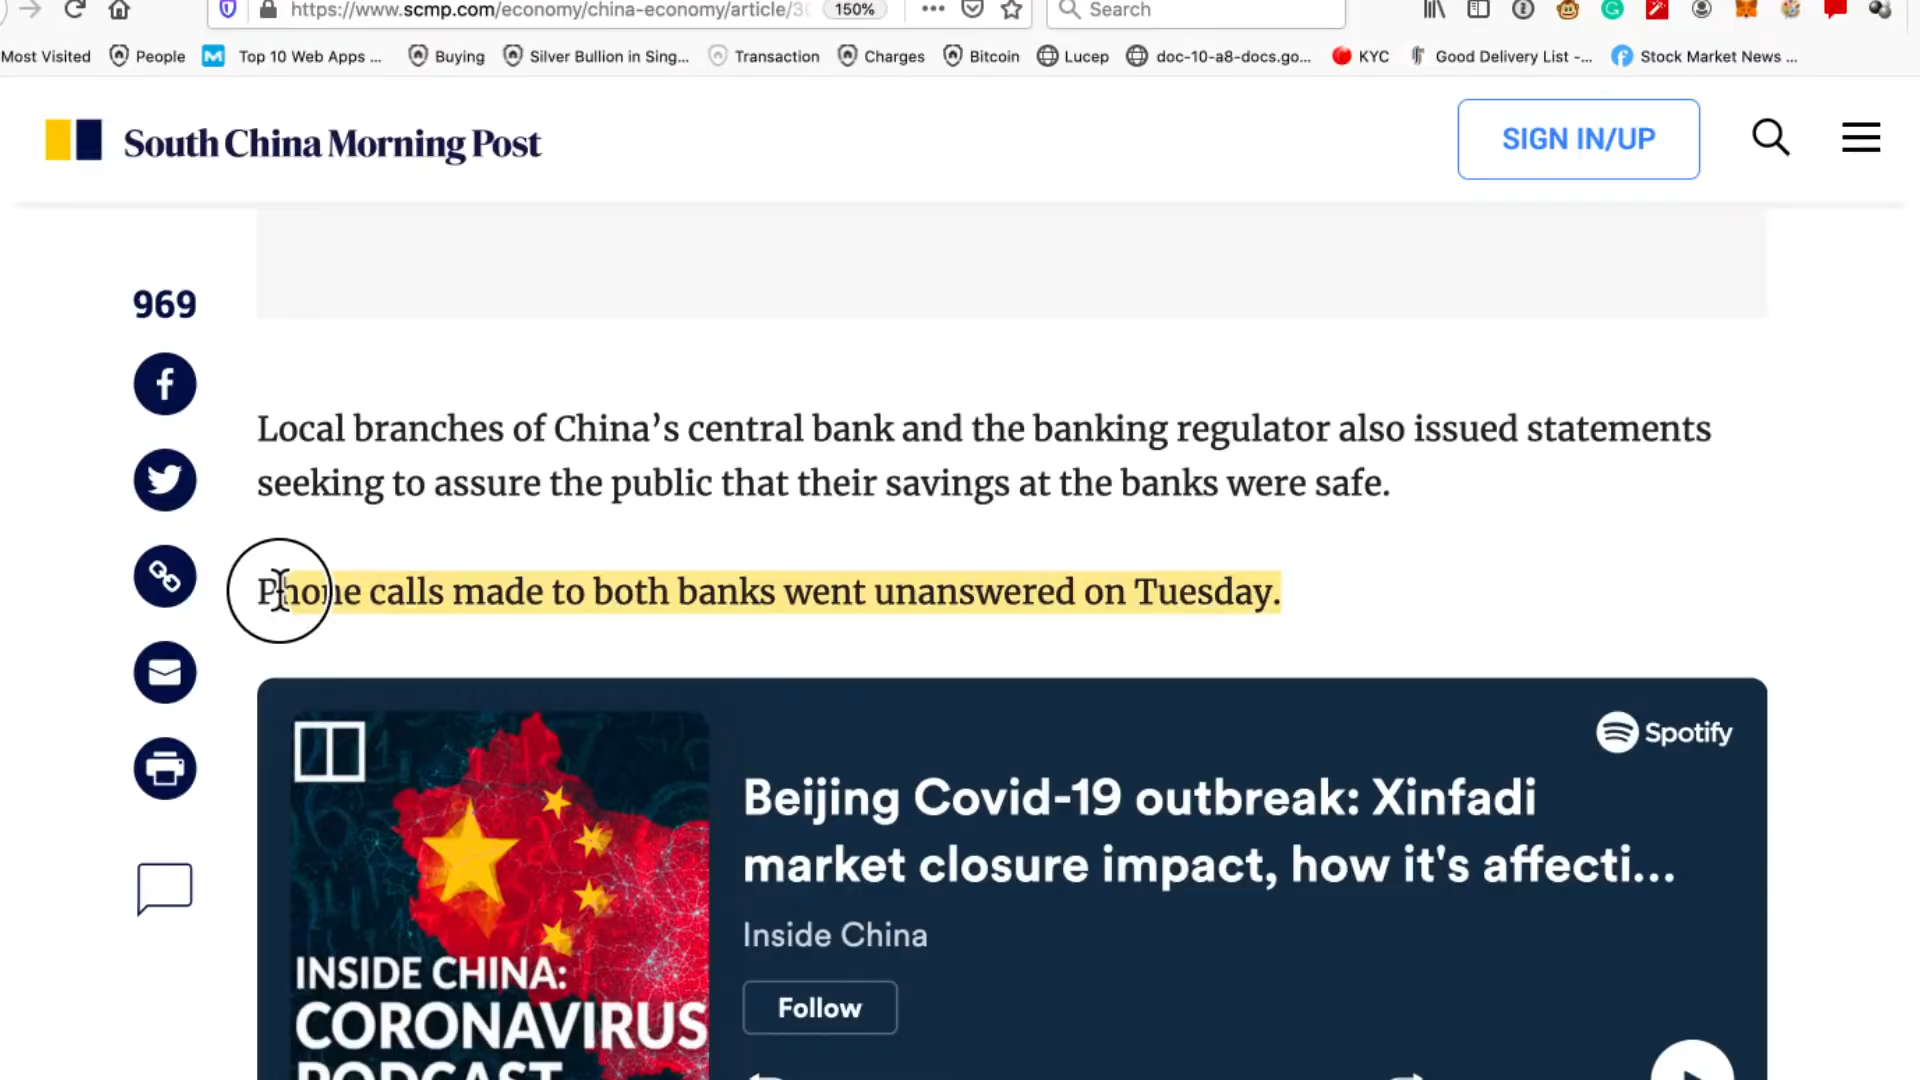 https://www.scmp.com/economy/china-economy/article/30
150%
Search
Most Visited
People
Top 10 Web Apps ...
Buying
Silver Bullion in Sing...
Transaction
Charges
Bitcoin
Lucep
doc-10-a8-docs.go...
KYC
Good Delivery List -...
Stock Market News ...
South China Morning Post
SIGN IN/UP
969
Local branches of China’s central bank and the banking regulator also issued statements
seeking to assure the public that their savings at the banks were safe.
Phone calls made to both banks went unanswered on Tuesday.
Spotify
Beijing Covid-19 outbreak: Xinfadi
market closure impact, how it's affecti...
Inside China
Follow
INSIDE CHINA:
CORONAVIRUS
PODCAST